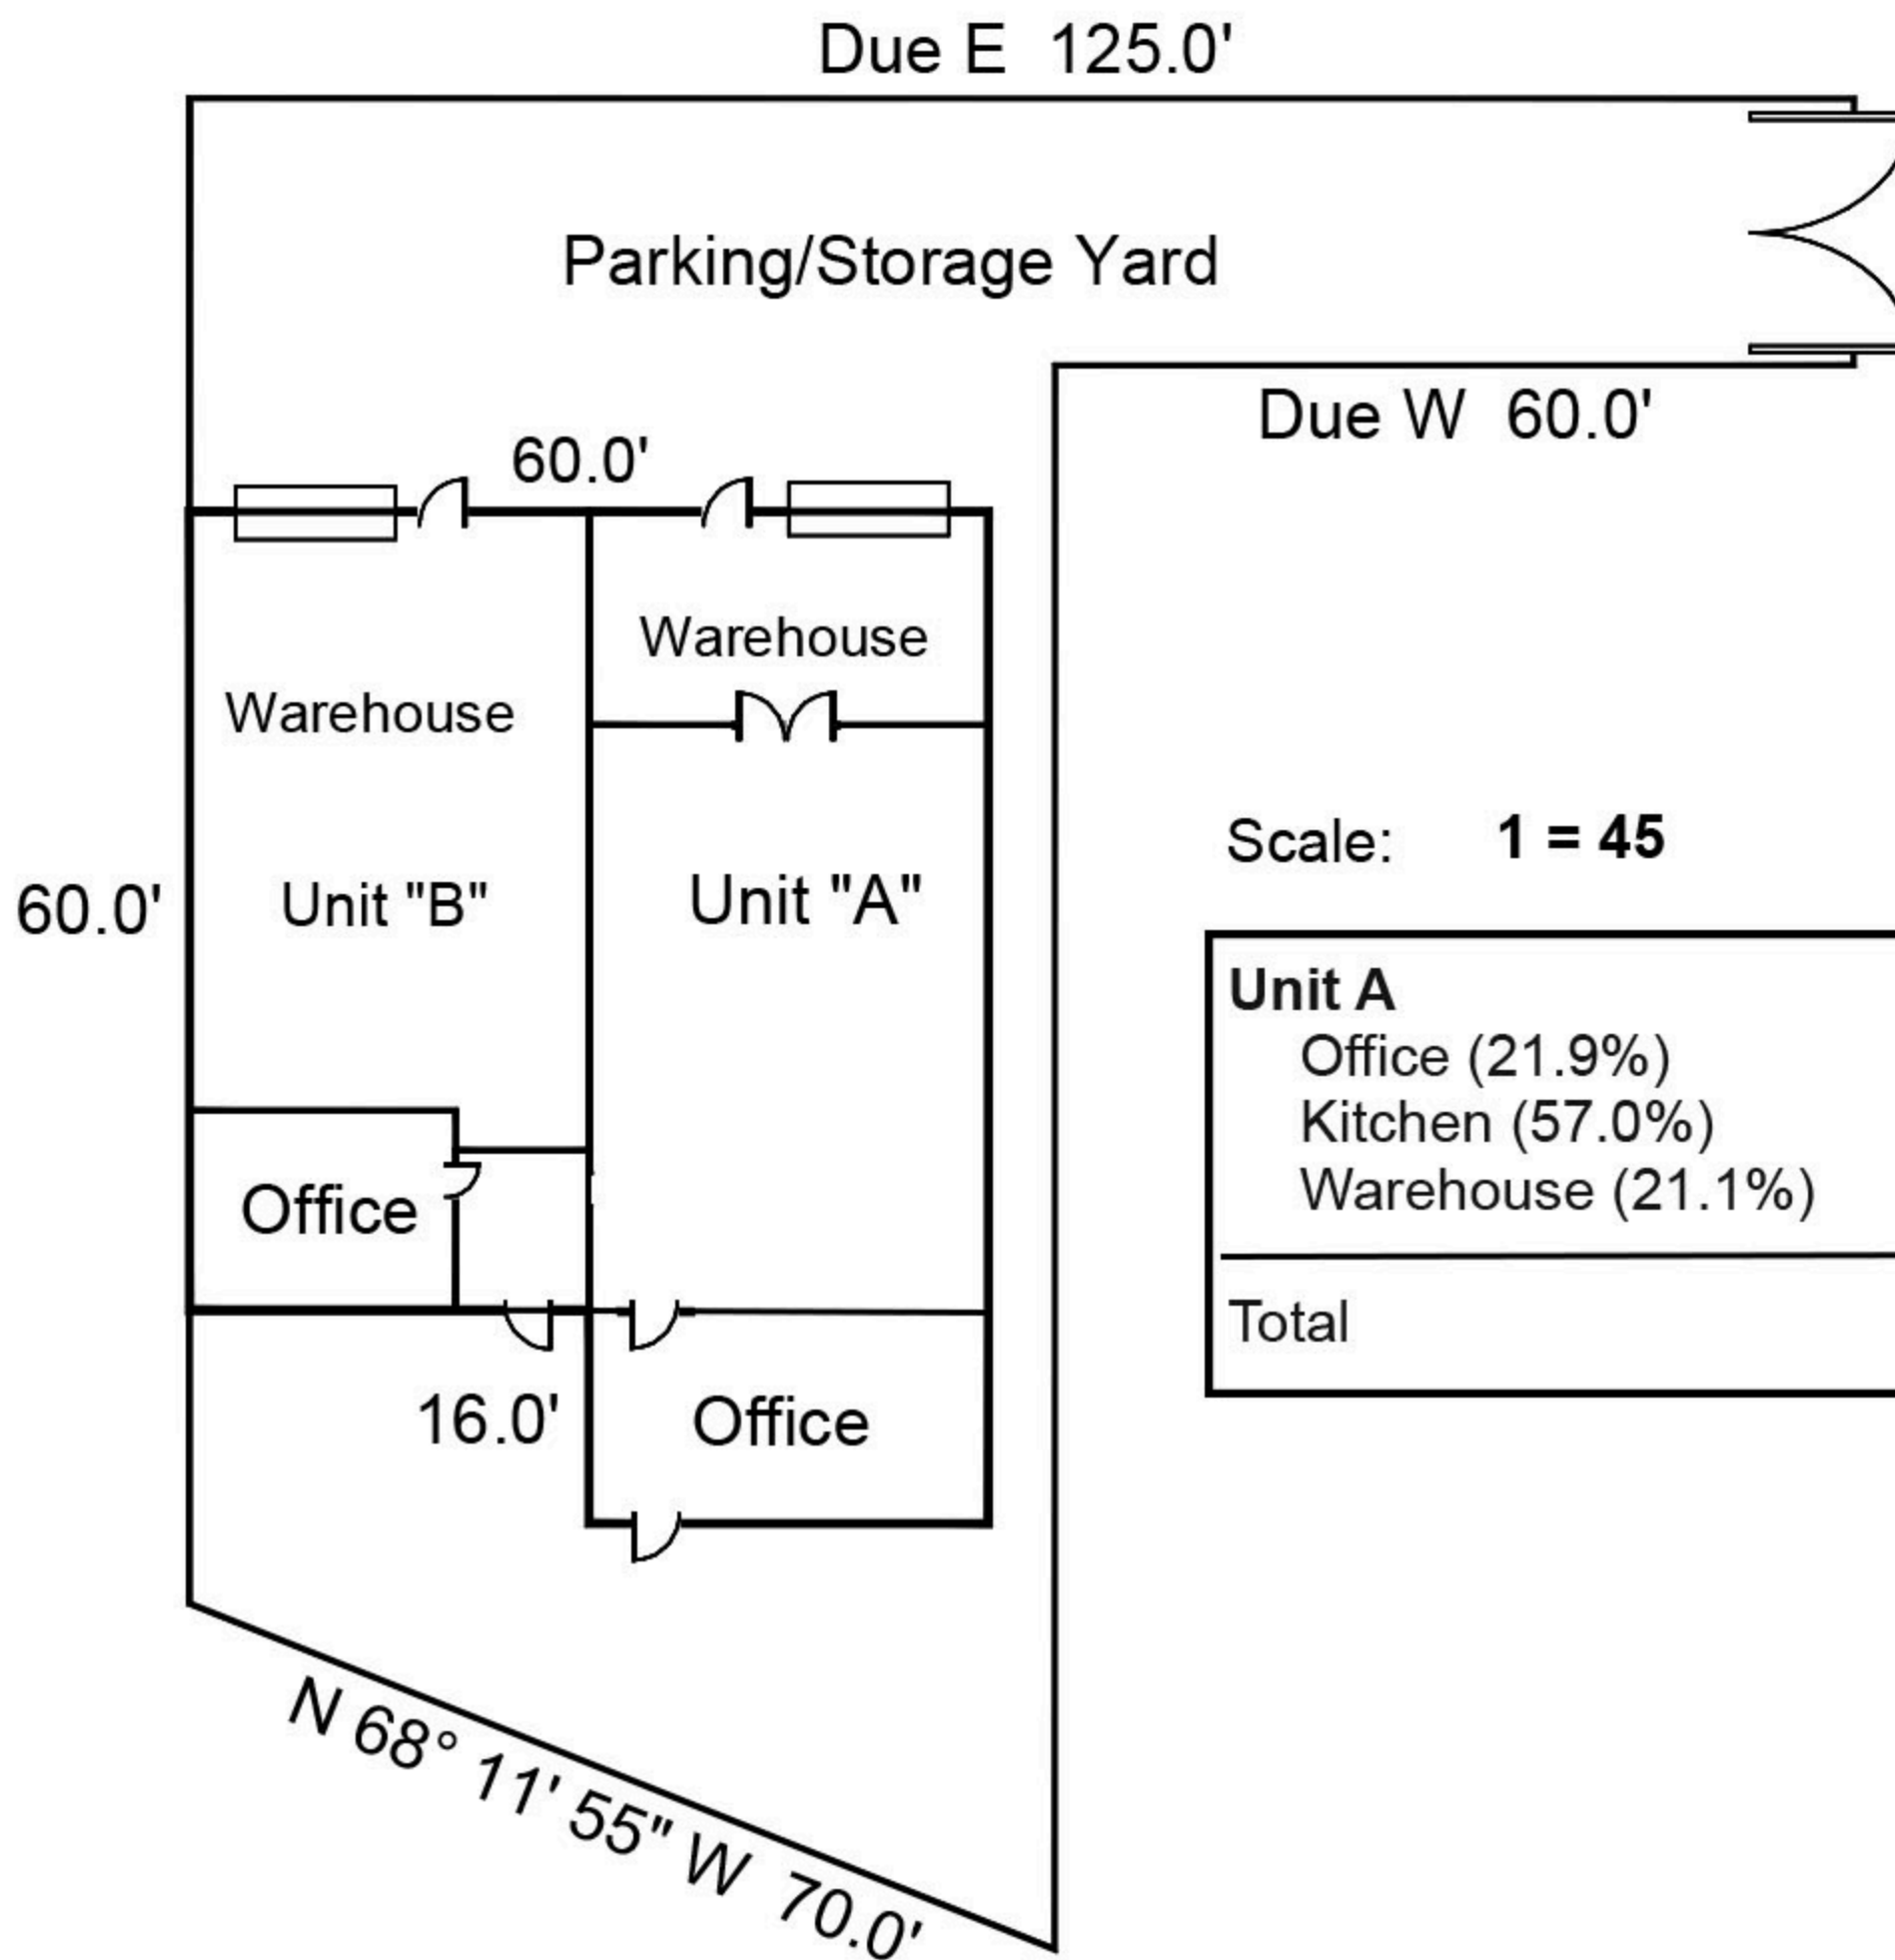 Due E 125.0'
Parking/Storage Yard
Due W 60.0'
60.0'
Warehouse
Warehouse
Scale: 1 = 45
60.0'
Unit "B"
Unit "A"
Unit A
Office (21.9%)
Kitchen (57.0%)
Warehouse (21.1%)
Total
Office
16.0'
Office
N 68° 11' 55" W 70.0'